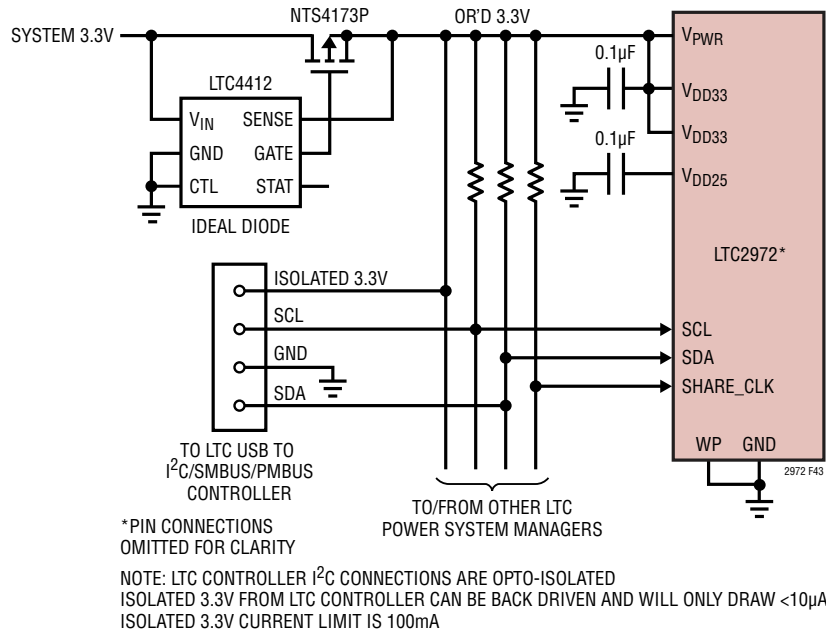 NTS4173P
OR'D 3.3V
SYSTEM 3.3V
LTC4412
VIN
SENSE
GND
GATE
CTL
STAT
IDEAL DIODE
0.1µF
0.1µF
VPWR
VDD33
VDD33
VDD25
LTC2972*
SCL
SDA
SHARE_CLK
WP
GND
2972 F43
ISOLATED 3.3V
SCL
GND
SDA
TO LTC USB TO
I2C/SMBUS/PMBUS
CONTROLLER
TO/FROM OTHER LTC
POWER SYSTEM MANAGERS
*PIN CONNECTIONS
OMITTED FOR CLARITY
NOTE: LTC CONTROLLER I2C CONNECTIONS ARE OPTO-ISOLATED
ISOLATED 3.3V FROM LTC CONTROLLER CAN BE BACK DRIVEN AND WILL ONLY DRAW <10µA
ISOLATED 3.3V CURRENT LIMIT IS 100mA